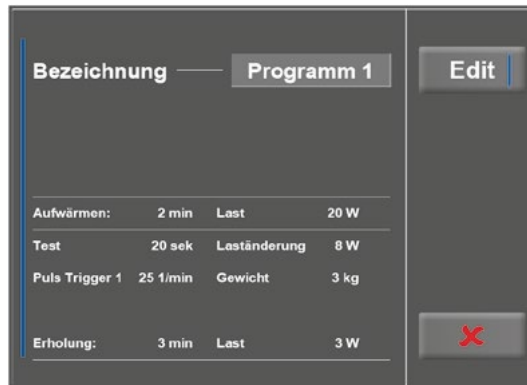 Bezeichnung Programm 1 Edit
Aufwärmen: 2 min Last 20 W
Test 20 sek Laständerung 8 W
Puls Trigger 1 25 1/min Gewicht 3 kg
Erholung: 3 min Last 3 W